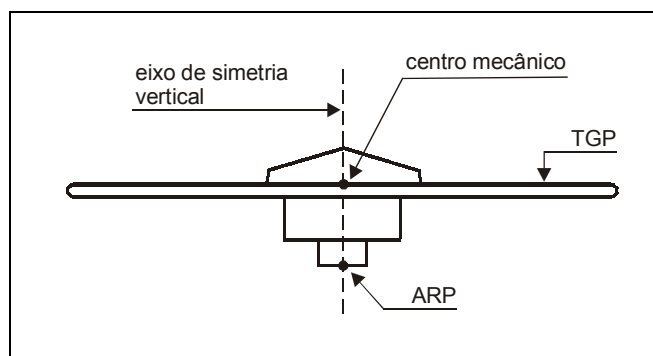 eixo de simetria
vertical
centro mecânico
TGP
ARP